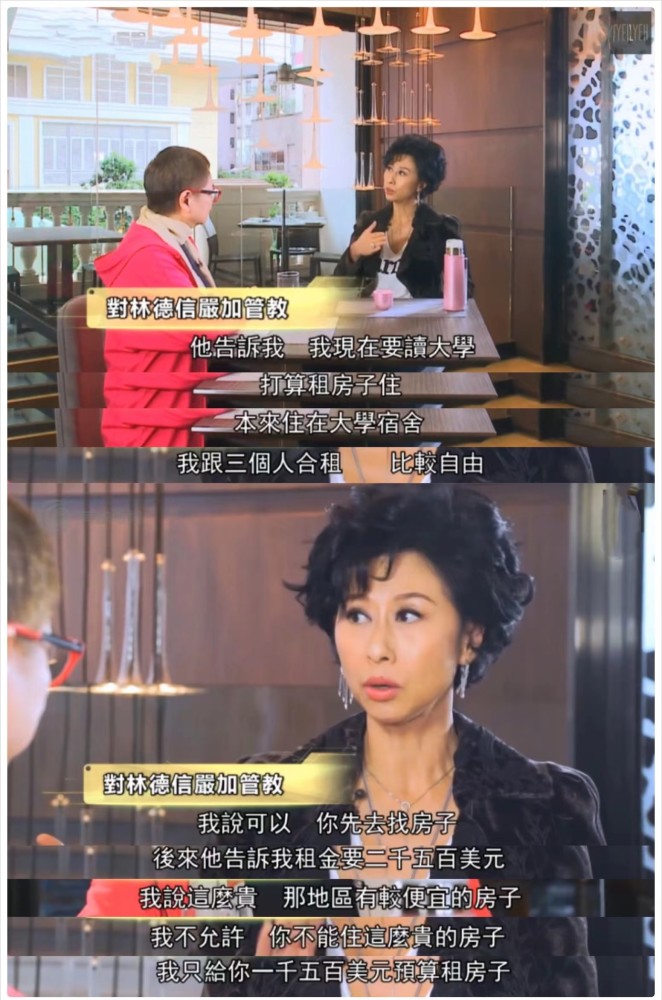 對林德信嚴加管教
他告訴我 我現在要讀大學
打算租房子住
本來住在大學宿舍
我跟三個人合租 比較自由
對林德信嚴加管教
我說可以 你先去找房子
後來他告訴我租金要二千五百美元
我說這麼貴 那地區有較便宜的房子
我不允許 你不能住這麼貴的房子
我只給你一千五百美元預算租房子